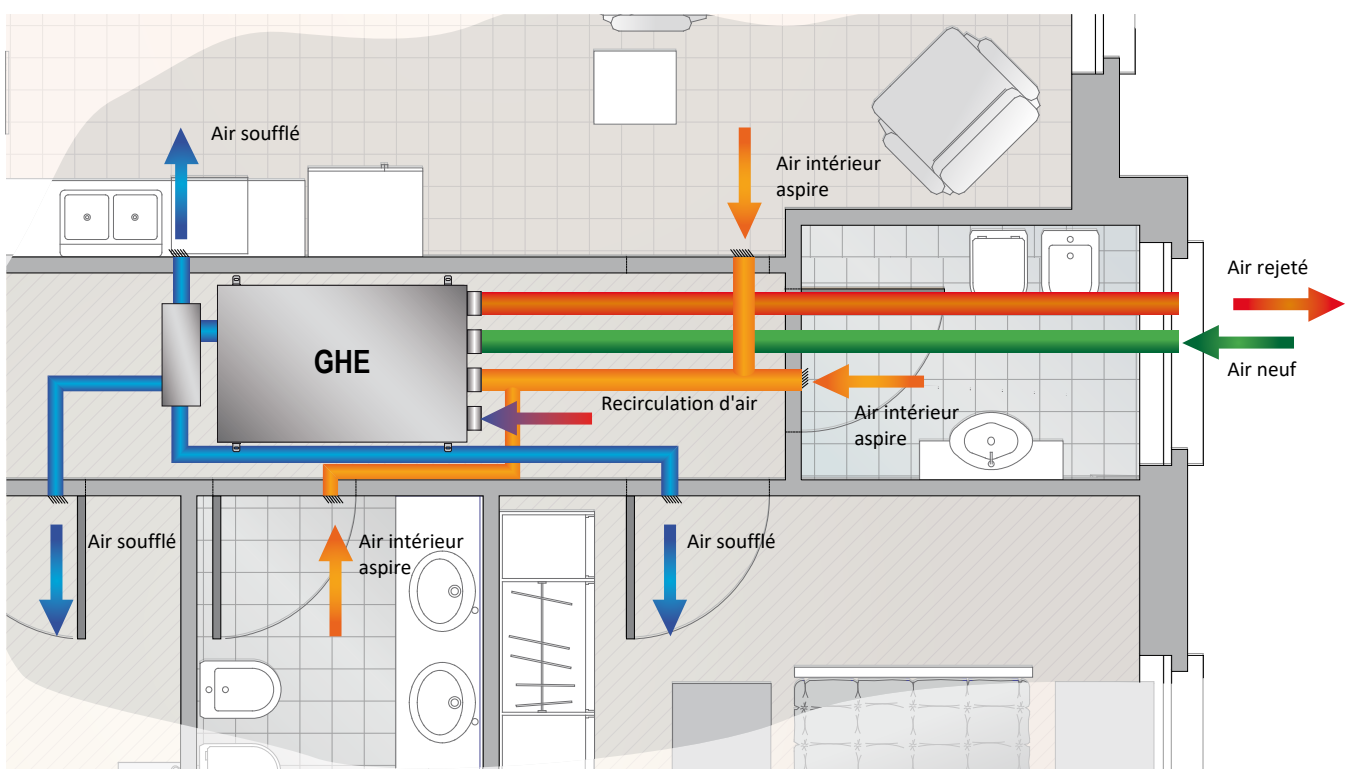 Air soufflé
Air intérieur
aspire
Air rejeté
GHE
Air neuf
Recirculation d'air
Air intérieur
aspire
Air soufflé
Air intérieur
aspire
Air soufflé